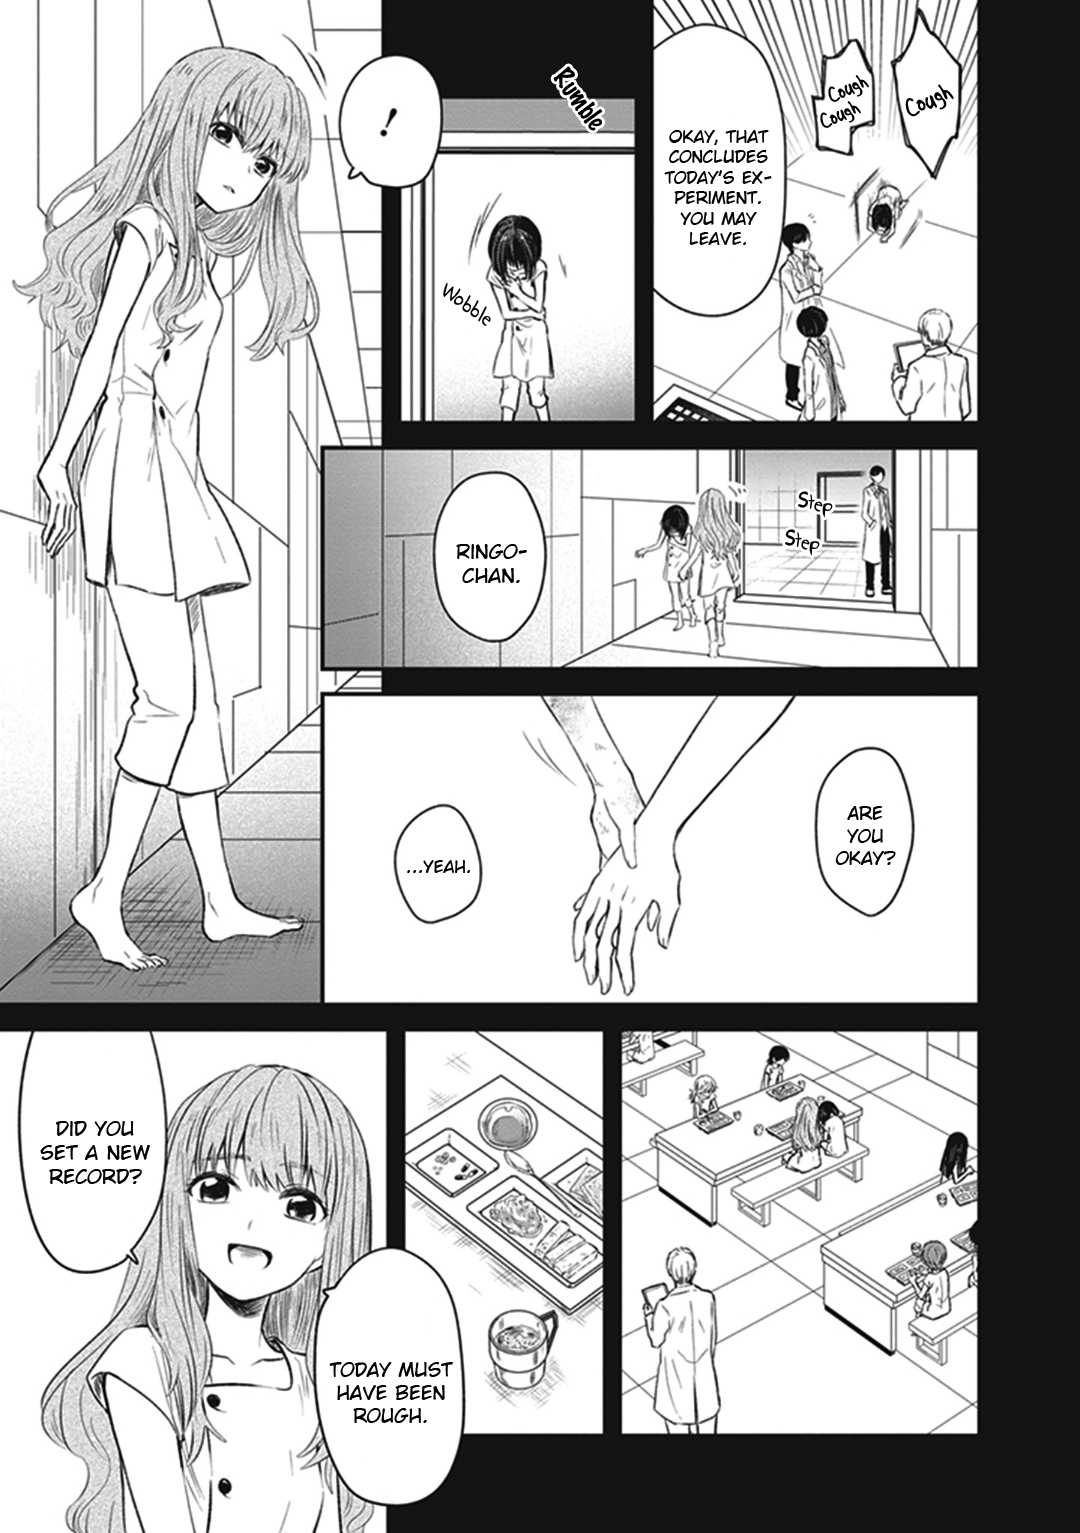 Cough
Cough
Cough
OKAY, THAT
CONCLUDES
TODAY'S EX-
PERIMENT.
YOU MAY
LEAVE.
Rumble
Wobble
!
Step
Step
RINGO-
CHAN.
ARE
YOU
OKAY?
...YEAH.
DID YOU
SET A NEW
RECORD?
TODAY MUST
HAVE BEEN
ROUGH.